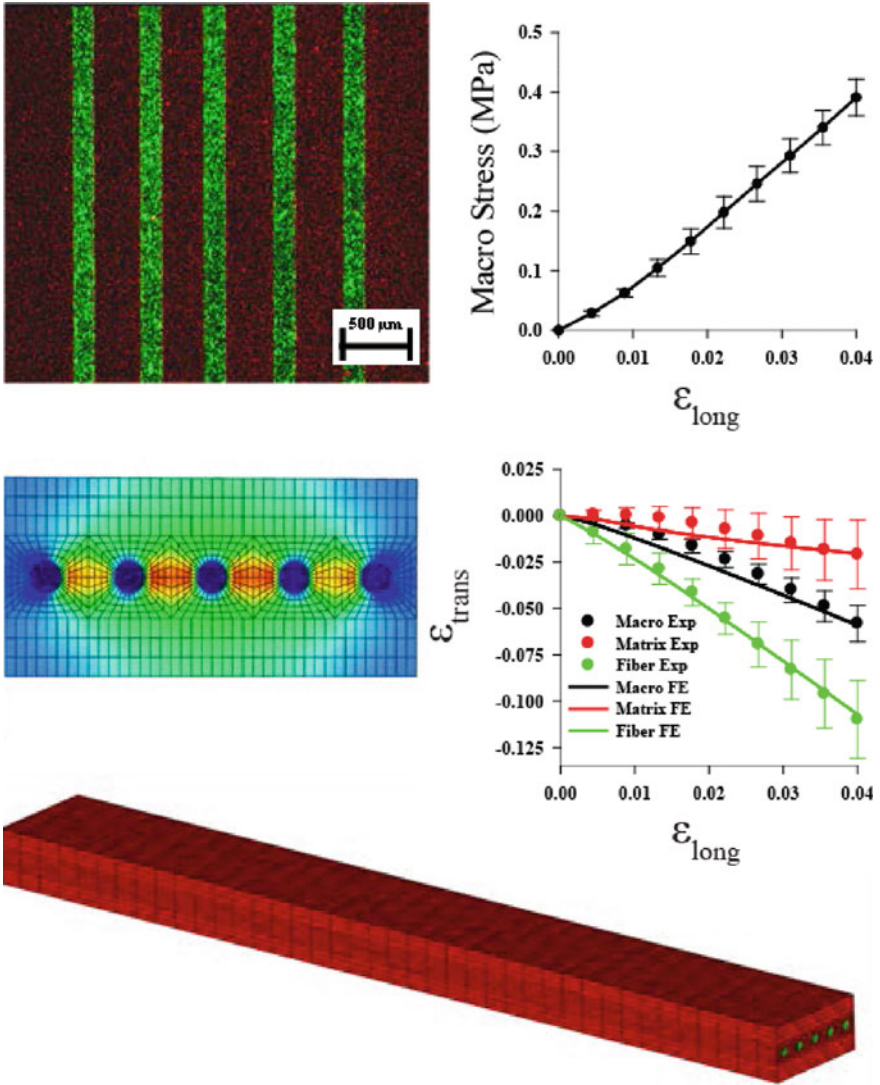 500 μm
Macro Stress (MPa)
0.5
0.4
0.3
0.2
0.1
0.0
0.00 0.01 0.02 0.03 0.04
εlong
εtrans
0.025
0.000
-0.025
-0.050
-0.075
-0.100
-0.125
Macro Exp
Matrix Exp
Fiber Exp
Macro FE
Matrix FE
Fiber FE
0.00 0.01 0.02 0.03 0.04
εlong